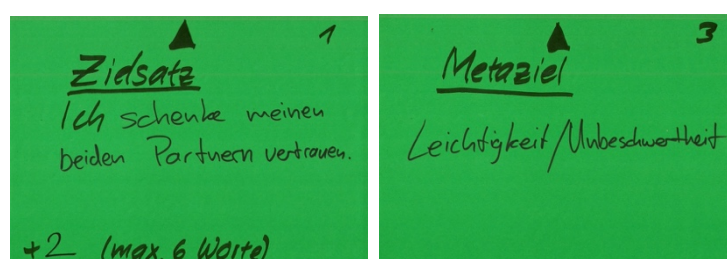 1
Zielsatz
Ich schenke meinen
beiden Partnern vertrauen.
+2 (max. 6 Worte)
3
Metaziel
Leichtigkeit/Unbeschwertheit